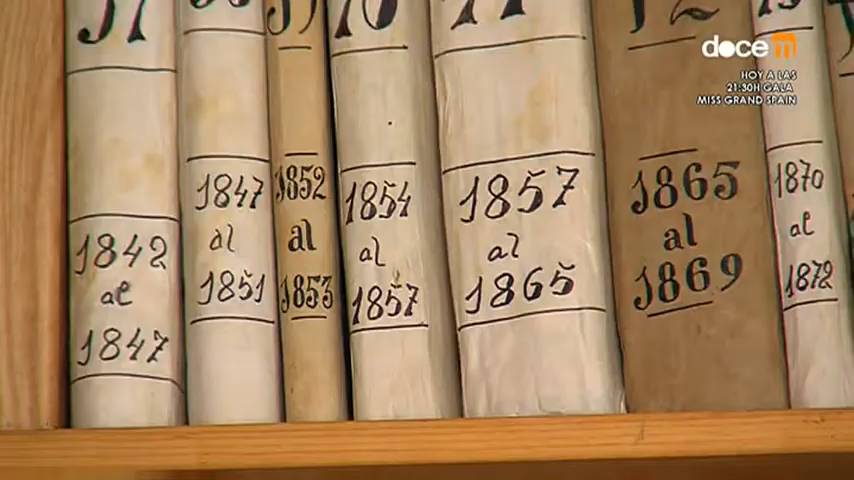 doce m
HOY A LAS
21:30H GALA
MISS GRAND SPAIN
1842
al
1847
1847
al
1851
1852
al
1853
1854
al
1857
1857
al
1865
1865
al
1869
1870
al
1872